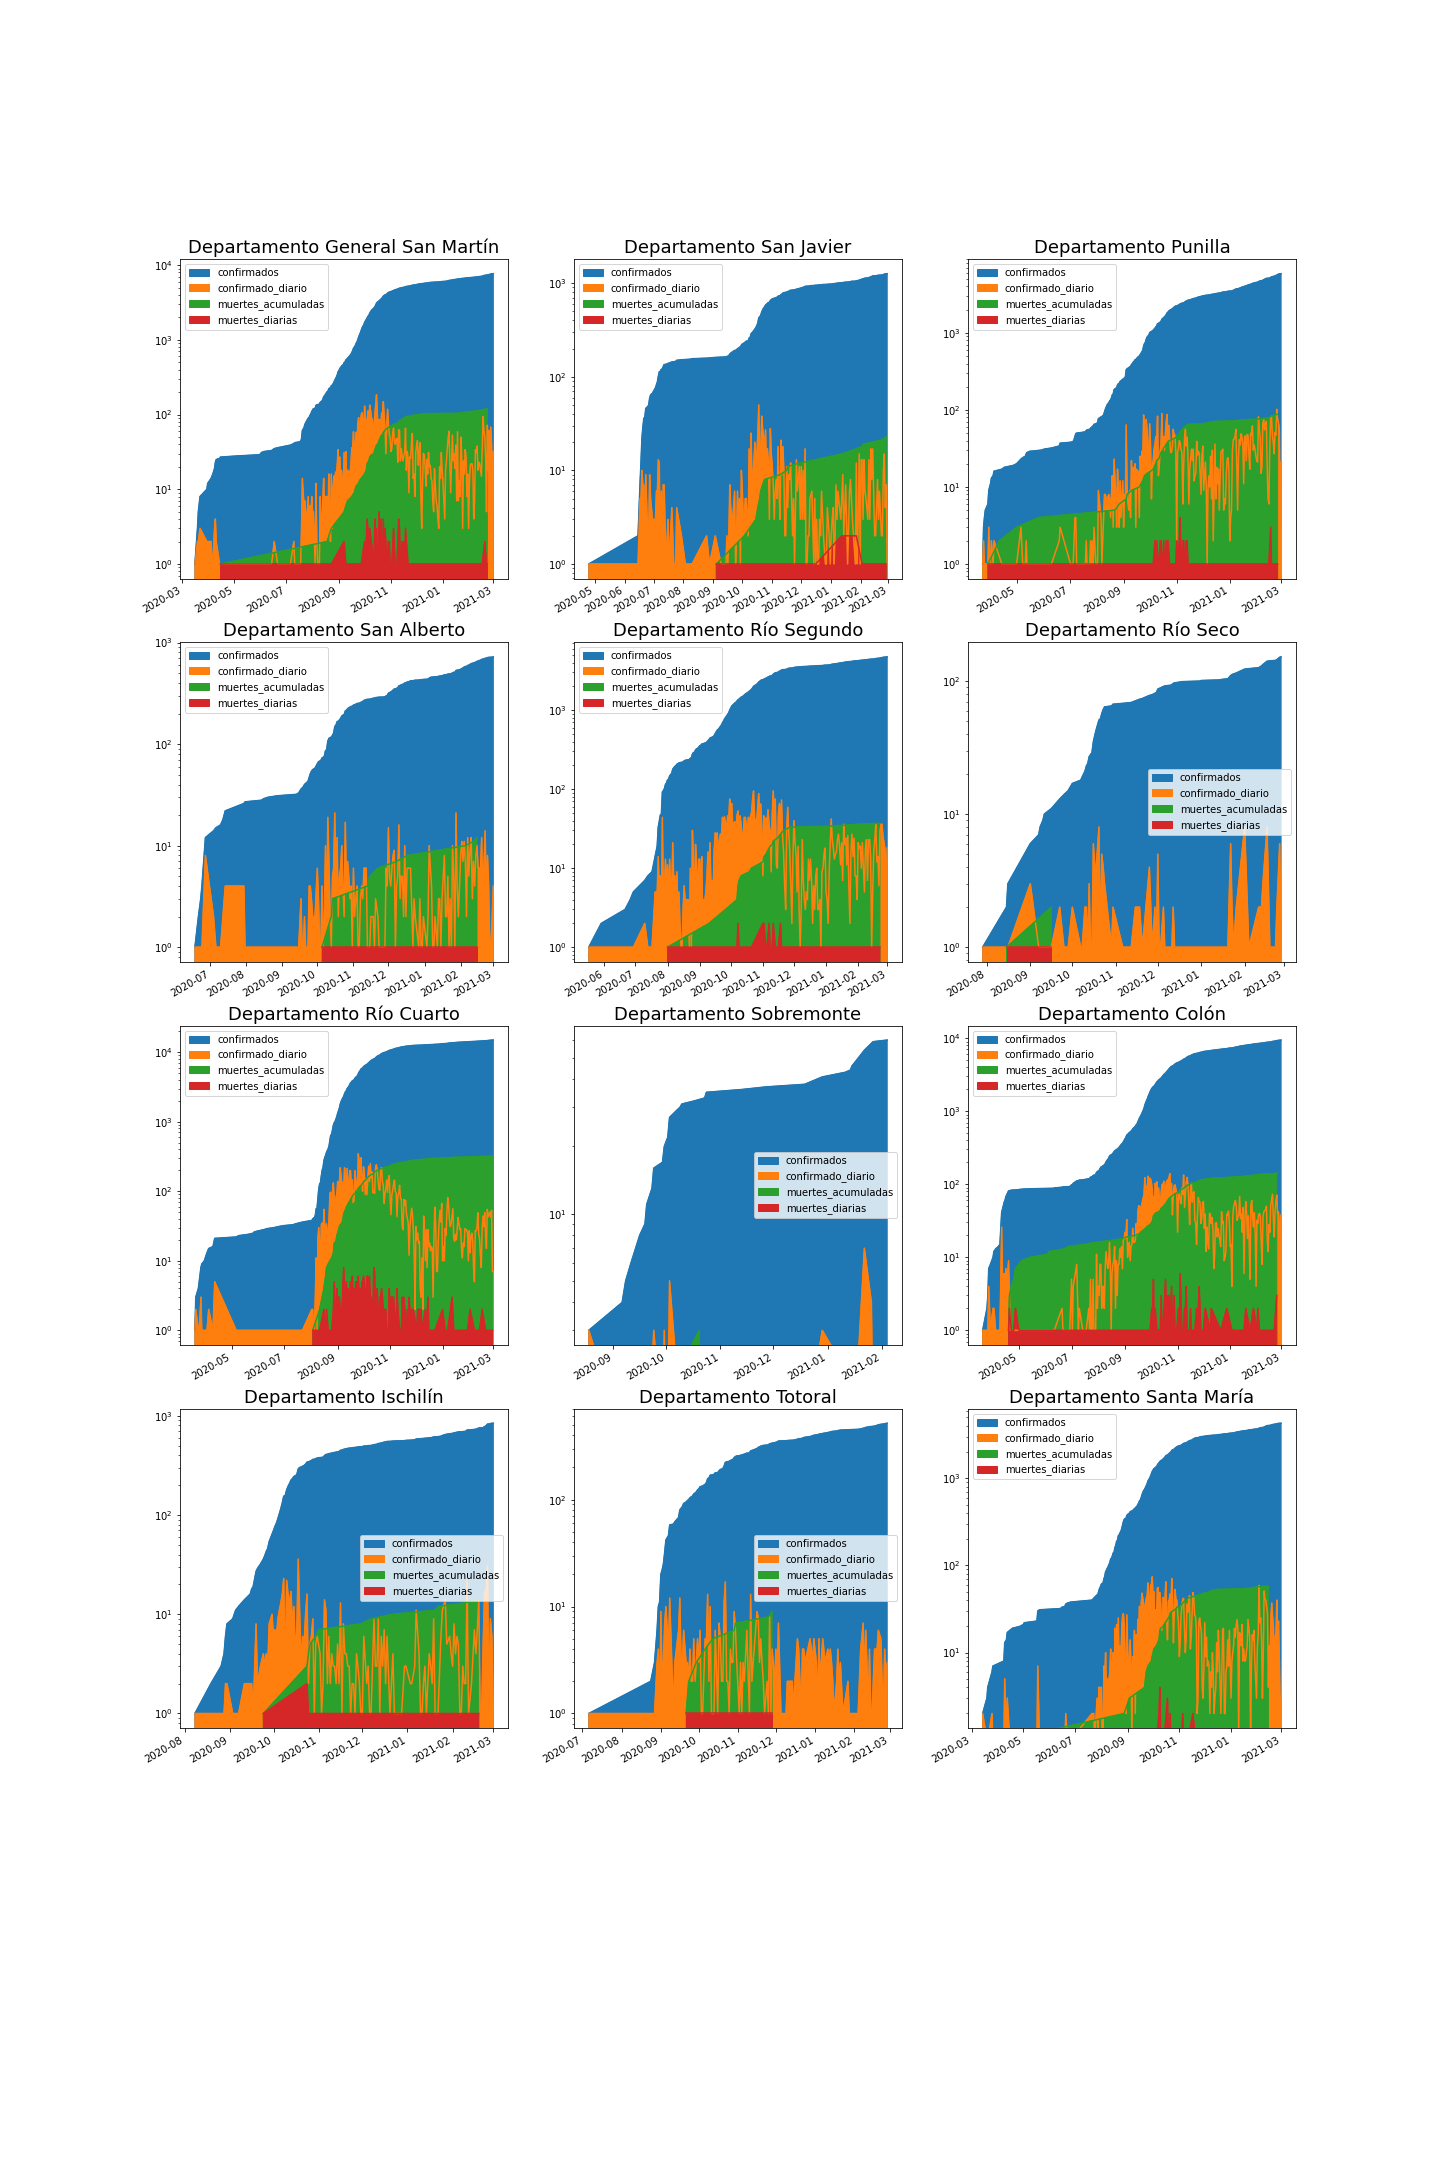 Departamento General San Martín
confirmados
confirmado_diario
muertes_acumuladas
muertes_diarias
10⁴
10³
10²
10¹
10⁰
2020-03
2020-05
2020-07
2020-09
2020-11
2021-01
2021-03
Departamento San Javier
confirmados
confirmado_diario
muertes_acumuladas
muertes_diarias
10³
10²
10¹
10⁰
2020-05
2020-06
2020-07
2020-08
2020-09
2020-10
2020-11
2020-12
2021-01
2021-02
2021-03
Departamento Punilla
confirmados
confirmado_diario
muertes_acumuladas
muertes_diarias
10³
10²
10¹
10⁰
2020-05
2020-07
2020-09
2020-11
2021-01
2021-03
Departamento San Alberto
confirmados
confirmado_diario
muertes_acumuladas
muertes_diarias
10³
10²
10¹
10⁰
2020-07
2020-08
2020-09
2020-10
2020-11
2020-12
2021-01
2021-02
2021-03
Departamento Río Segundo
confirmados
confirmado_diario
muertes_acumuladas
muertes_diarias
10³
10²
10¹
10⁰
2020-06
2020-07
2020-08
2020-09
2020-10
2020-11
2020-12
2021-01
2021-02
2021-03
Departamento Río Seco
confirmados
confirmado_diario
muertes_acumuladas
muertes_diarias
10²
10¹
10⁰
2020-08
2020-09
2020-10
2020-11
2020-12
2021-01
2021-02
2021-03
Departamento Río Cuarto
confirmados
confirmado_diario
muertes_acumuladas
muertes_diarias
10⁴
10³
10²
10¹
10⁰
2020-05
2020-07
2020-09
2020-11
2021-01
2021-03
Departamento Sobremonte
confirmados
confirmado_diario
muertes_acumuladas
muertes_diarias
10¹
2020-09
2020-10
2020-11
2020-12
2021-01
2021-02
Departamento Colón
confirmados
confirmado_diario
muertes_acumuladas
muertes_diarias
10⁴
10³
10²
10¹
10⁰
2020-05
2020-07
2020-09
2020-11
2021-01
2021-03
Departamento Ischilín
confirmados
confirmado_diario
muertes_acumuladas
muertes_diarias
10³
10²
10¹
10⁰
2020-08
2020-09
2020-10
2020-11
2020-12
2021-01
2021-02
2021-03
Departamento Totoral
confirmados
confirmado_diario
muertes_acumuladas
muertes_diarias
10²
10¹
10⁰
2020-07
2020-08
2020-09
2020-10
2020-11
2020-12
2021-01
2021-02
2021-03
Departamento Santa María
confirmados
confirmado_diario
muertes_acumuladas
muertes_diarias
10³
10²
10¹
2020-03
2020-05
2020-07
2020-09
2020-11
2021-01
2021-03